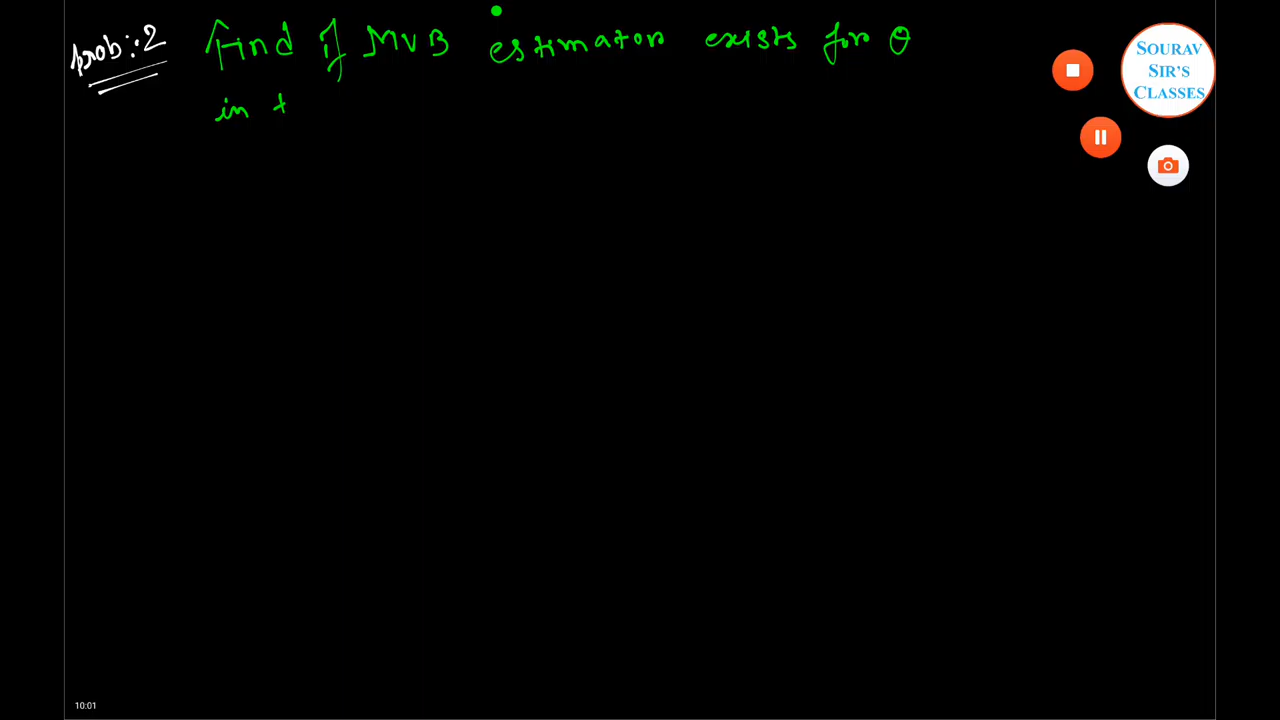 prob:.2 Find if MVB estimator exists for θ
in t
SOURAV
SIR'S
CLASSES
10:01